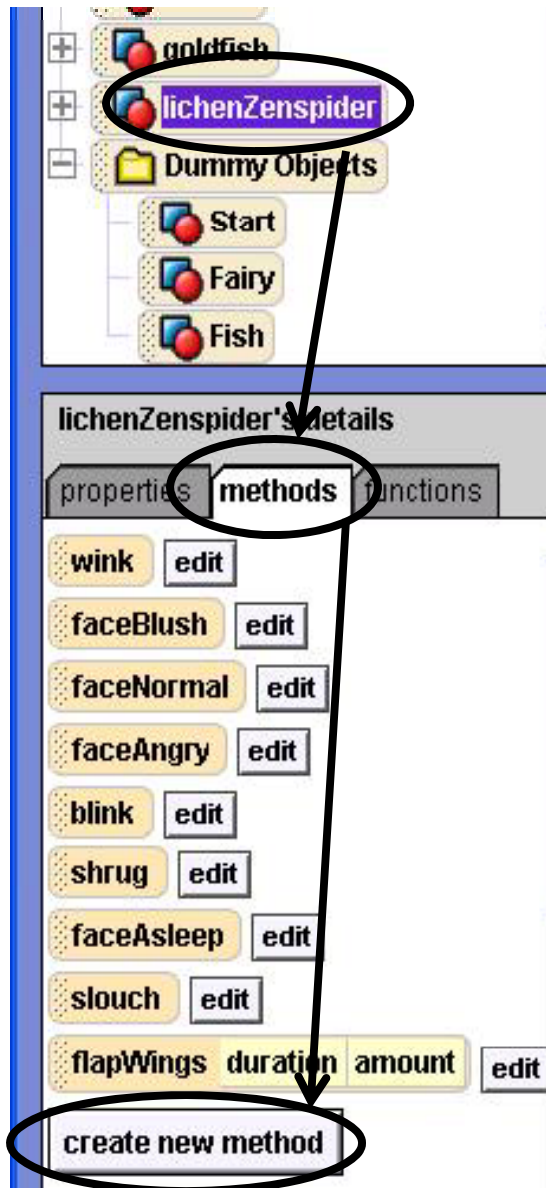 goldfish
lichenZenspider
Dummy Objects
Start
Fairy
Fish
lichenZenspider's details
properties methods functions
wink edit
faceBlush edit
faceNormal edit
faceAngry edit
blink edit
shrug edit
faceAsleep edit
slouch edit
flapWings duration amount edit
create new method